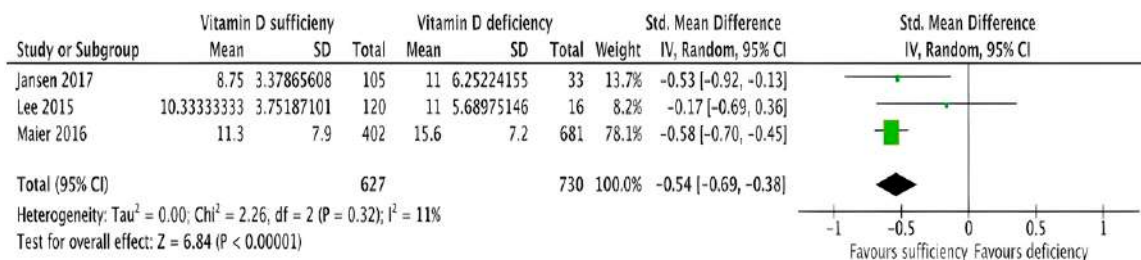 Vitamin D sufficieny Vitamin D deficiency Std. Mean Difference Std. Mean Difference
Study or Subgroup Mean SD Total Mean SD Total Weight IV, Random, 95% CI IV, Random, 95% CI
Jansen 2017 8.75 3.37865608 105 11 6.25224155 33 13.7% −0.53 [−0.92, −0.13]
Lee 2015 10.33333333 3.75187101 120 11 5.68975146 16 8.2% −0.17 [−0.69, 0.36]
Maier 2016 11.3 7.9 402 15.6 7.2 681 78.1% −0.58 [−0.70, −0.45]
Total (95% CI) 627 730 100.0% −0.54 [−0.69, −0.38]
Heterogeneity: Tau² = 0.00; Chi² = 2.26, df = 2 (P = 0.32); I² = 11%
Test for overall effect: Z = 6.84 (P < 0.00001)
−1 −0.5 0 0.5 1
Favours sufficiency Favours deficiency